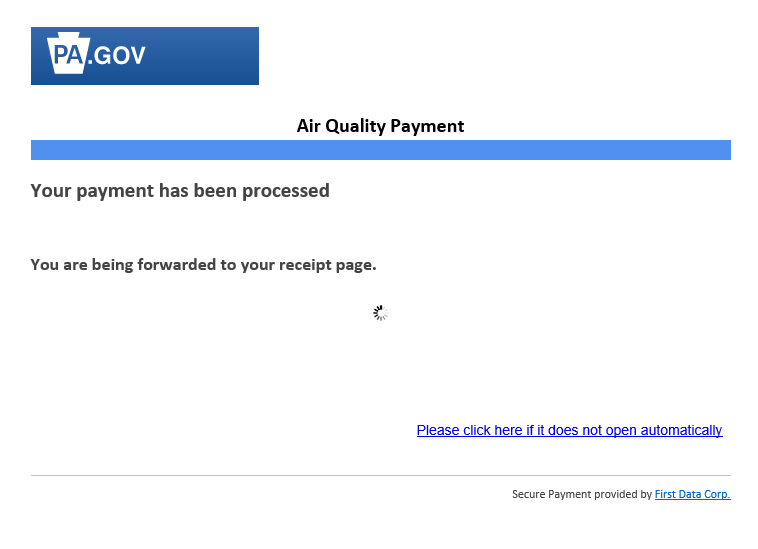 PA.GOV
Air Quality Payment
Your payment has been processed
You are being forwarded to your receipt page.
Please click here if it does not open automatically
Secure Payment provided by First Data Corp.